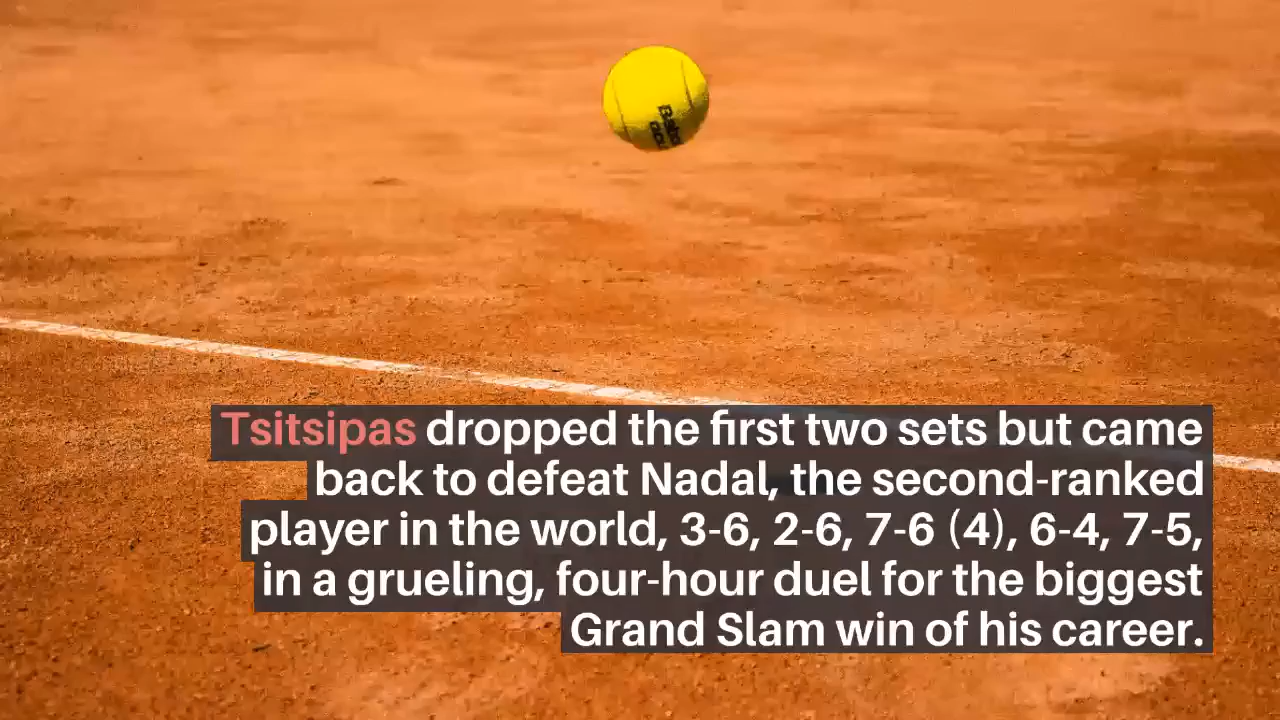 Tsitsipas dropped the first two sets but came
back to defeat Nadal, the second-ranked
player in the world, 3-6, 2-6, 7-6 (4), 6-4, 7-5,
in a grueling, four-hour duel for the biggest
Grand Slam win of his career.